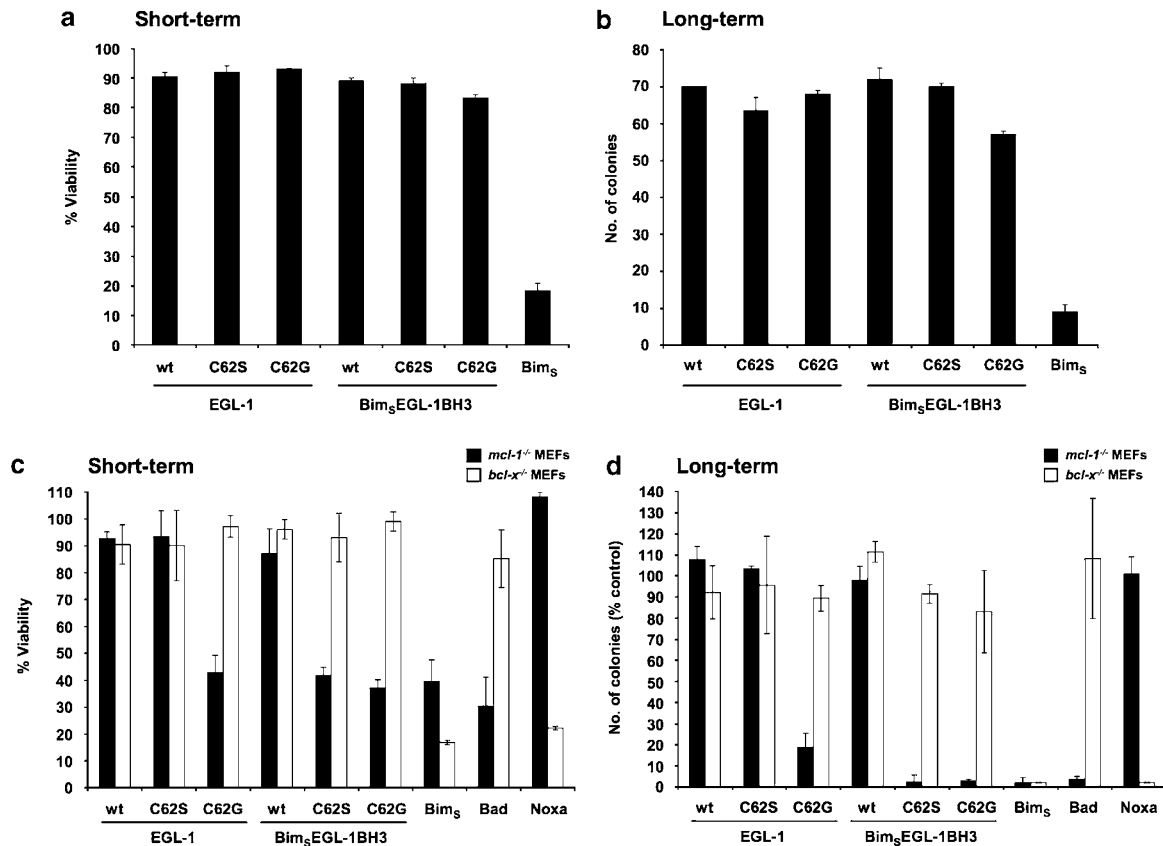 a Short-term
% Viability
100
90
80
70
60
50
40
30
20
10
0
wt C62S C62G wt C62S C62G BimS
EGL-1 BimSEGL-1BH3
b Long-term
No. of colonies
80
70
60
50
40
30
20
10
0
wt C62S C62G wt C62S C62G BimS
EGL-1 BimSEGL-1BH3
c Short-term
mcl-1-/- MEFs
bcl-x-/- MEFs
% Viability
110
100
90
80
70
60
50
40
30
20
10
0
wt C62S C62G wt C62S C62G BimS Bad Noxa
EGL-1 BimSEGL-1BH3
d Long-term
mcl-1-/- MEFs
bcl-x-/- MEFs
No. of colonies (% control)
140
130
120
110
100
90
80
70
60
50
40
30
20
10
0
wt C62S C62G wt C62S C62G BimS Bad Noxa
EGL-1 BimSEGL-1BH3